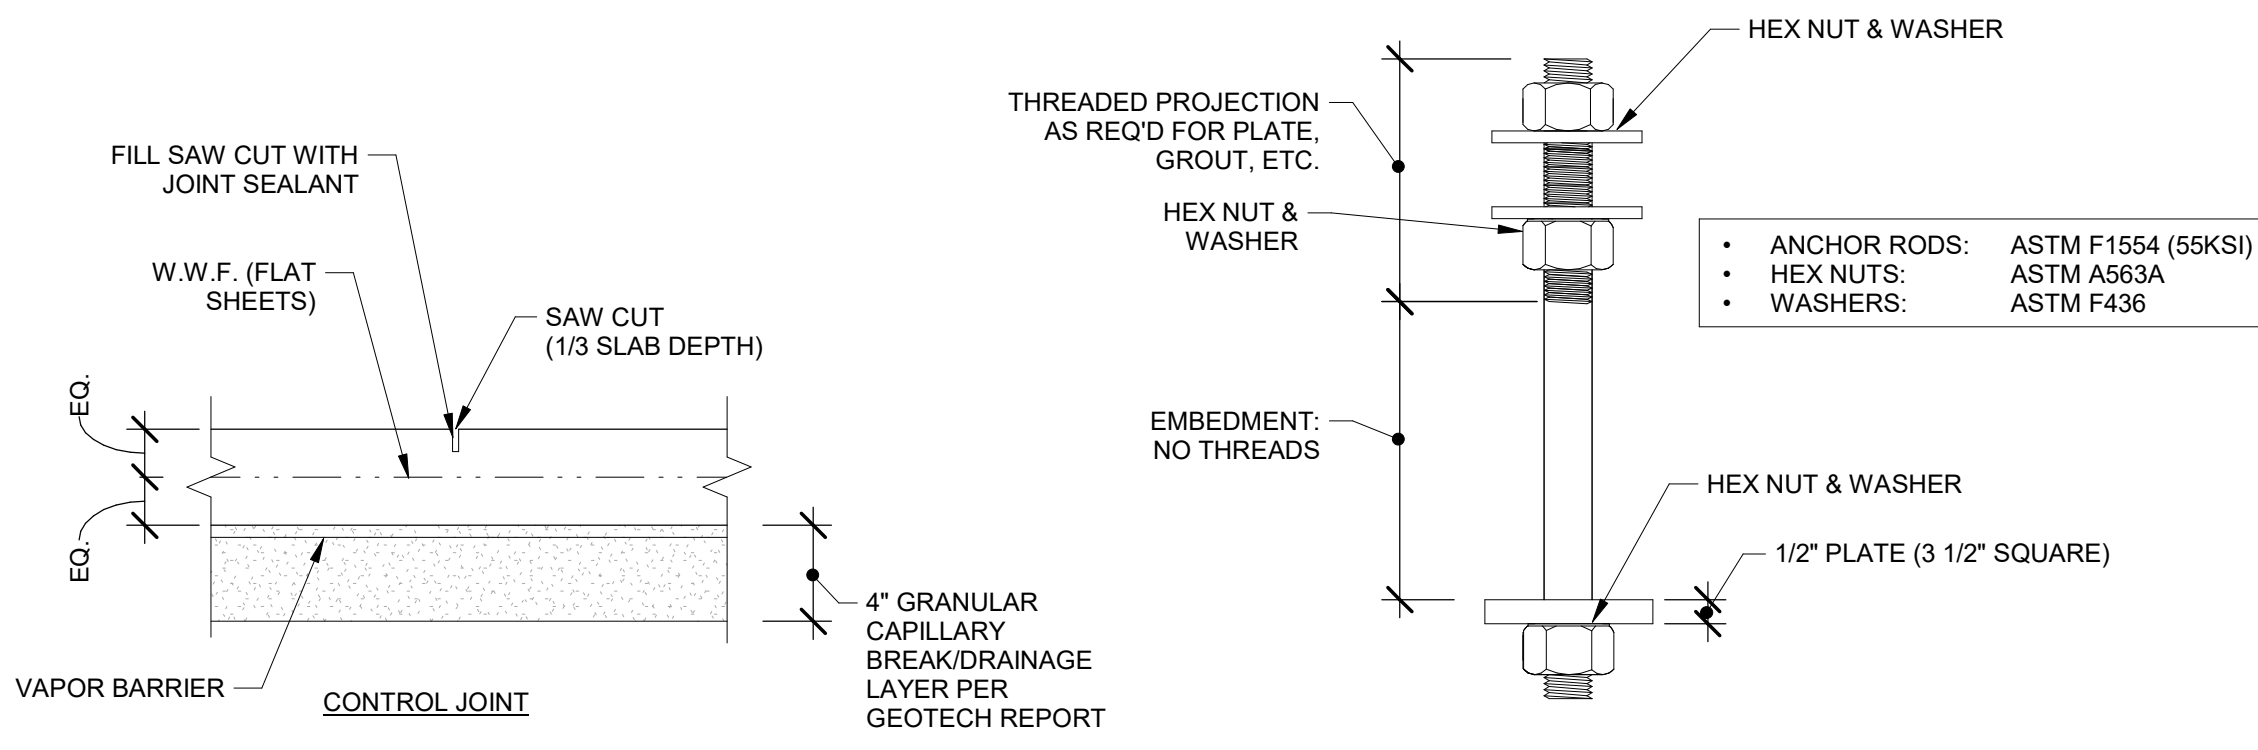 FILL SAW CUT WITH
JOINT SEALANT
W.W.F. (FLAT
SHEETS)
SAW CUT
(1/3 SLAB DEPTH)
EQ.
EQ.
VAPOR BARRIER
CONTROL JOINT
4" GRANULAR
CAPILLARY
BREAK/DRAINAGE
LAYER PER
GEOTECH REPORT
HEX NUT & WASHER
THREADED PROJECTION
AS REQ'D FOR PLATE,
GROUT, ETC.
HEX NUT &
WASHER
• ANCHOR RODS: ASTM F1554 (55KSI)
• HEX NUTS: ASTM A563A
• WASHERS: ASTM F436
EMBEDMENT:
NO THREADS
HEX NUT & WASHER
1/2" PLATE (3 1/2" SQUARE)